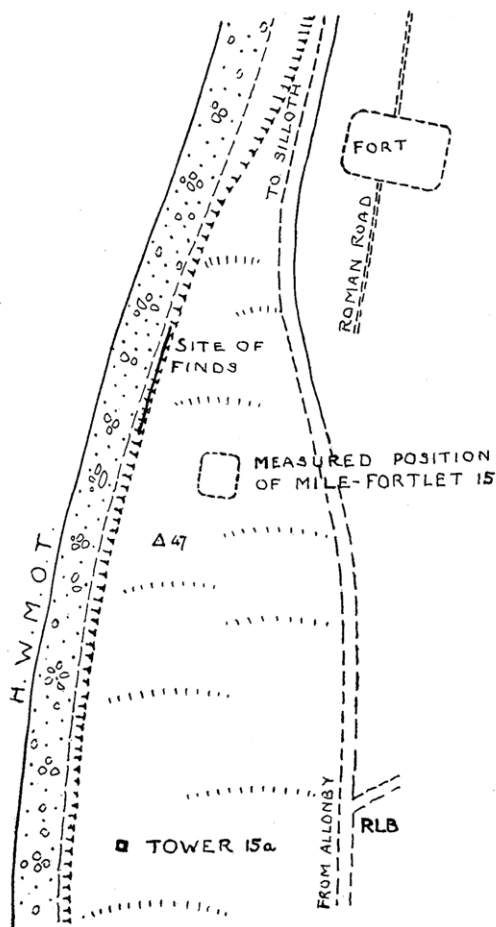 TO SILLOTH
FORT
ROMAN ROAD
SITE OF
FINDS
MEASURED POSITION
OF MILE-FORTLET 15
Δ 47
H. W. M. O. T.
FROM ALLONBY
RLB
TOWER 15a